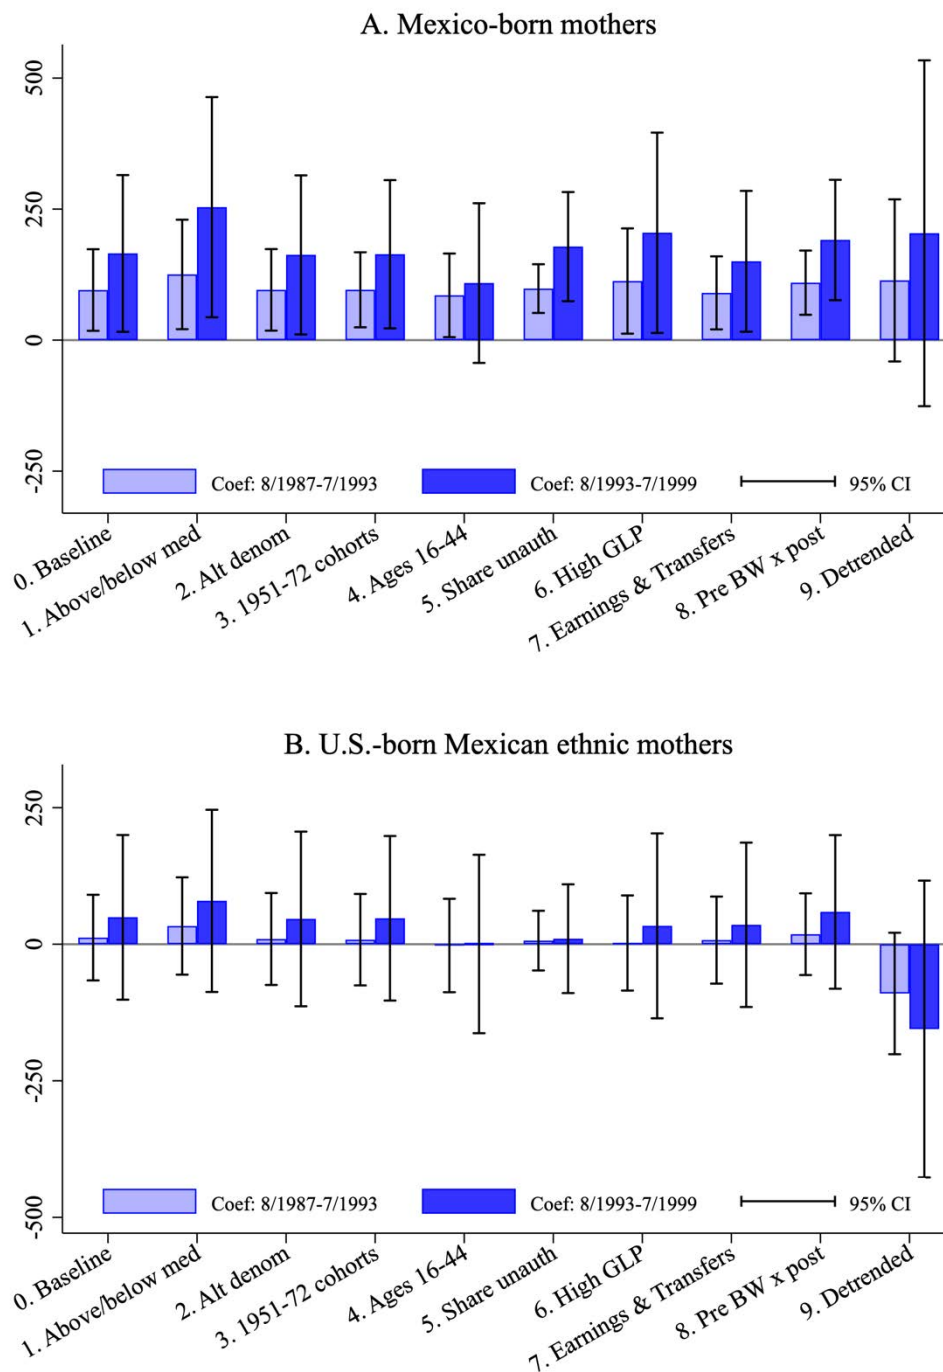 A. Mexico-born mothers
500
250
0
-250
Coef: 8/1987-7/1993 Coef: 8/1993-7/1999 95% CI
0. Baseline
1. Above/below med
2. Alt denom
3. 1951-72 cohorts
4. Ages 16-44
5. Share unauth
6. High GLP
7. Earnings & Transfers
8. Pre BW x post
9. Detrended
B. U.S.-born Mexican ethnic mothers
250
0
-250
-500
Coef: 8/1987-7/1993 Coef: 8/1993-7/1999 95% CI
0. Baseline
1. Above/below med
2. Alt denom
3. 1951-72 cohorts
4. Ages 16-44
5. Share unauth
6. High GLP
7. Earnings & Transfers
8. Pre BW x post
9. Detrended